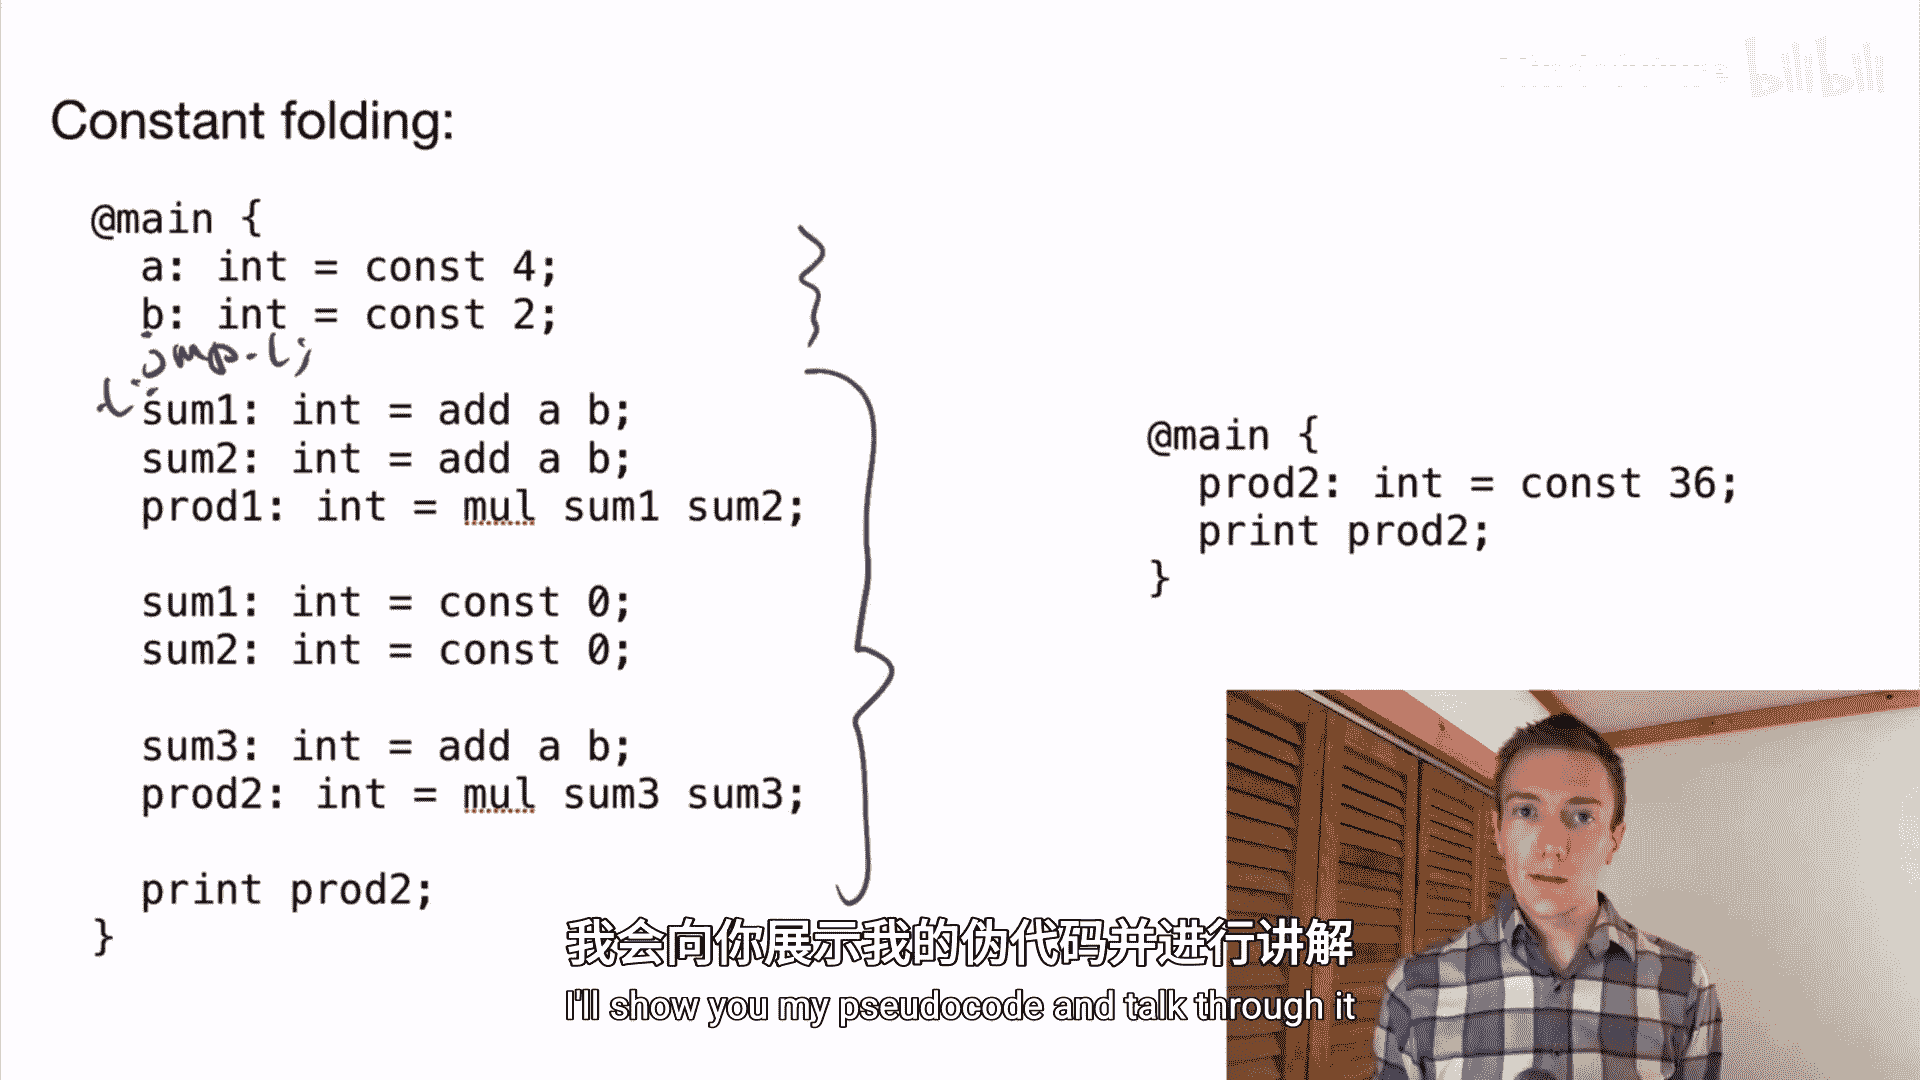 bilibili
Constant folding:
@main {
a: int = const 4;
b: int = const 2;
jmp .l;
.l:
sum1: int = add a b;
sum2: int = add a b;
prod1: int = mul sum1 sum2;
sum1: int = const 0;
sum2: int = const 0;
sum3: int = add a b;
prod2: int = mul sum3 sum3;
print prod2;
}
@main {
prod2: int = const 36;
print prod2;
}
我会向你展示我的伪代码并进行讲解
I'll show you my pseudocode and talk through it